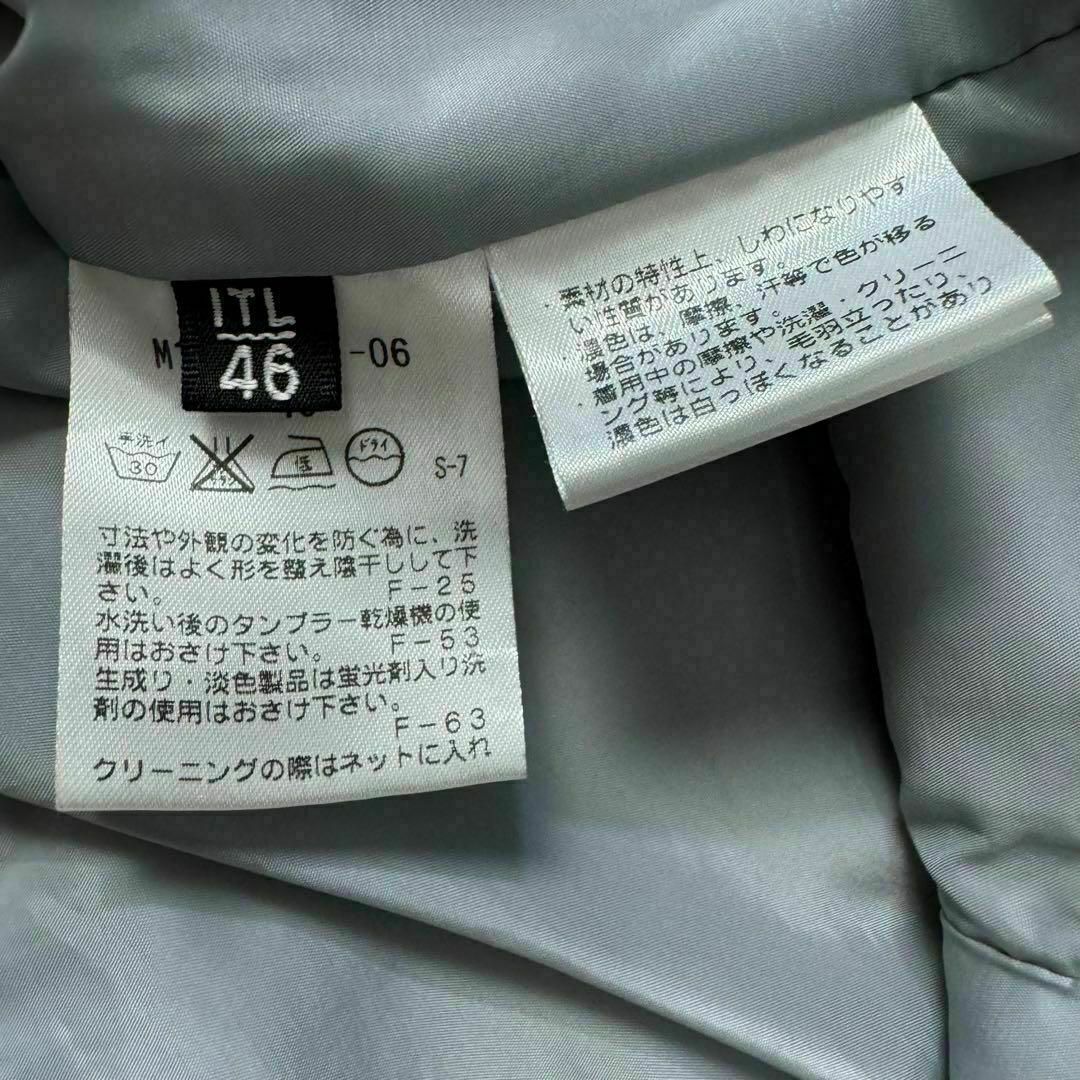 ITL
46
M -06
手洗イ
30
エンソ
サラシ
低
ドライ
S-7
寸法や外観の変化を防ぐ為に、洗
濯後はよく形を整え陰干しして下
さい。 F-25
水洗い後のタンブラー乾燥機の使
用はおさけ下さい。 F-53
生成り・淡色製品は蛍光剤入り洗
剤の使用はおさけ下さい。
F-63
クリーニングの際はネットに入れ
・素材の特性上、しわになりやす
い性質があります。
・濃色は、摩擦、汗等で色が移る
場合があります。
・着用中の摩擦や洗濯・クリーニ
ング等により、毛羽立ったり、
濃色は白っぽくなることがあり